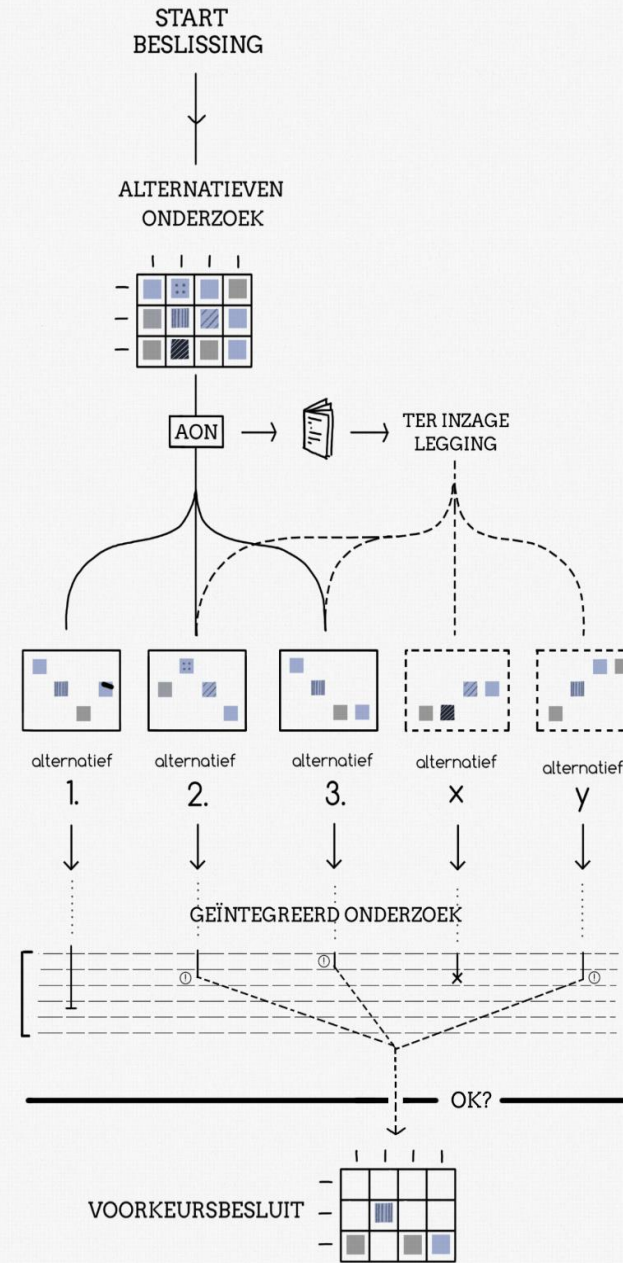 START
BESLISSING
ALTERNATIEVEN
ONDERZOEK
AON
TER INZAGE
LEGGING
alternatief
1.
alternatief
2.
alternatief
3.
alternatief
x
alternatief
y
GEÏNTEGREERD ONDERZOEK
OK?
VOORKEURSBESLUIT